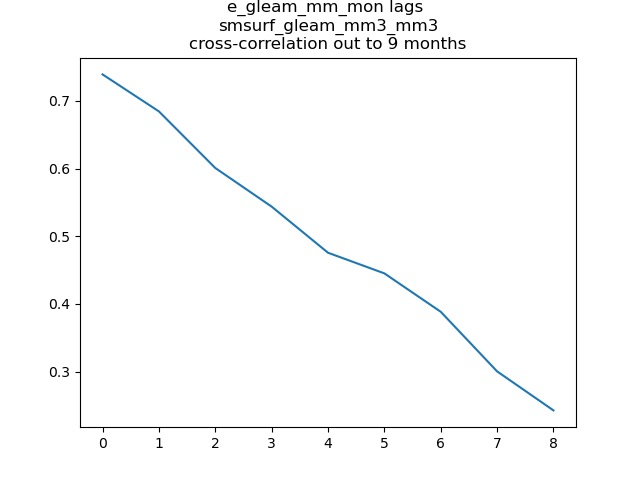 e_gleam_mm_mon lags
smsurf_gleam_mm3_mm3
cross-correlation out to 9 months
0.7
0.6
0.5
0.4
0.3
0 1 2 3 4 5 6 7 8